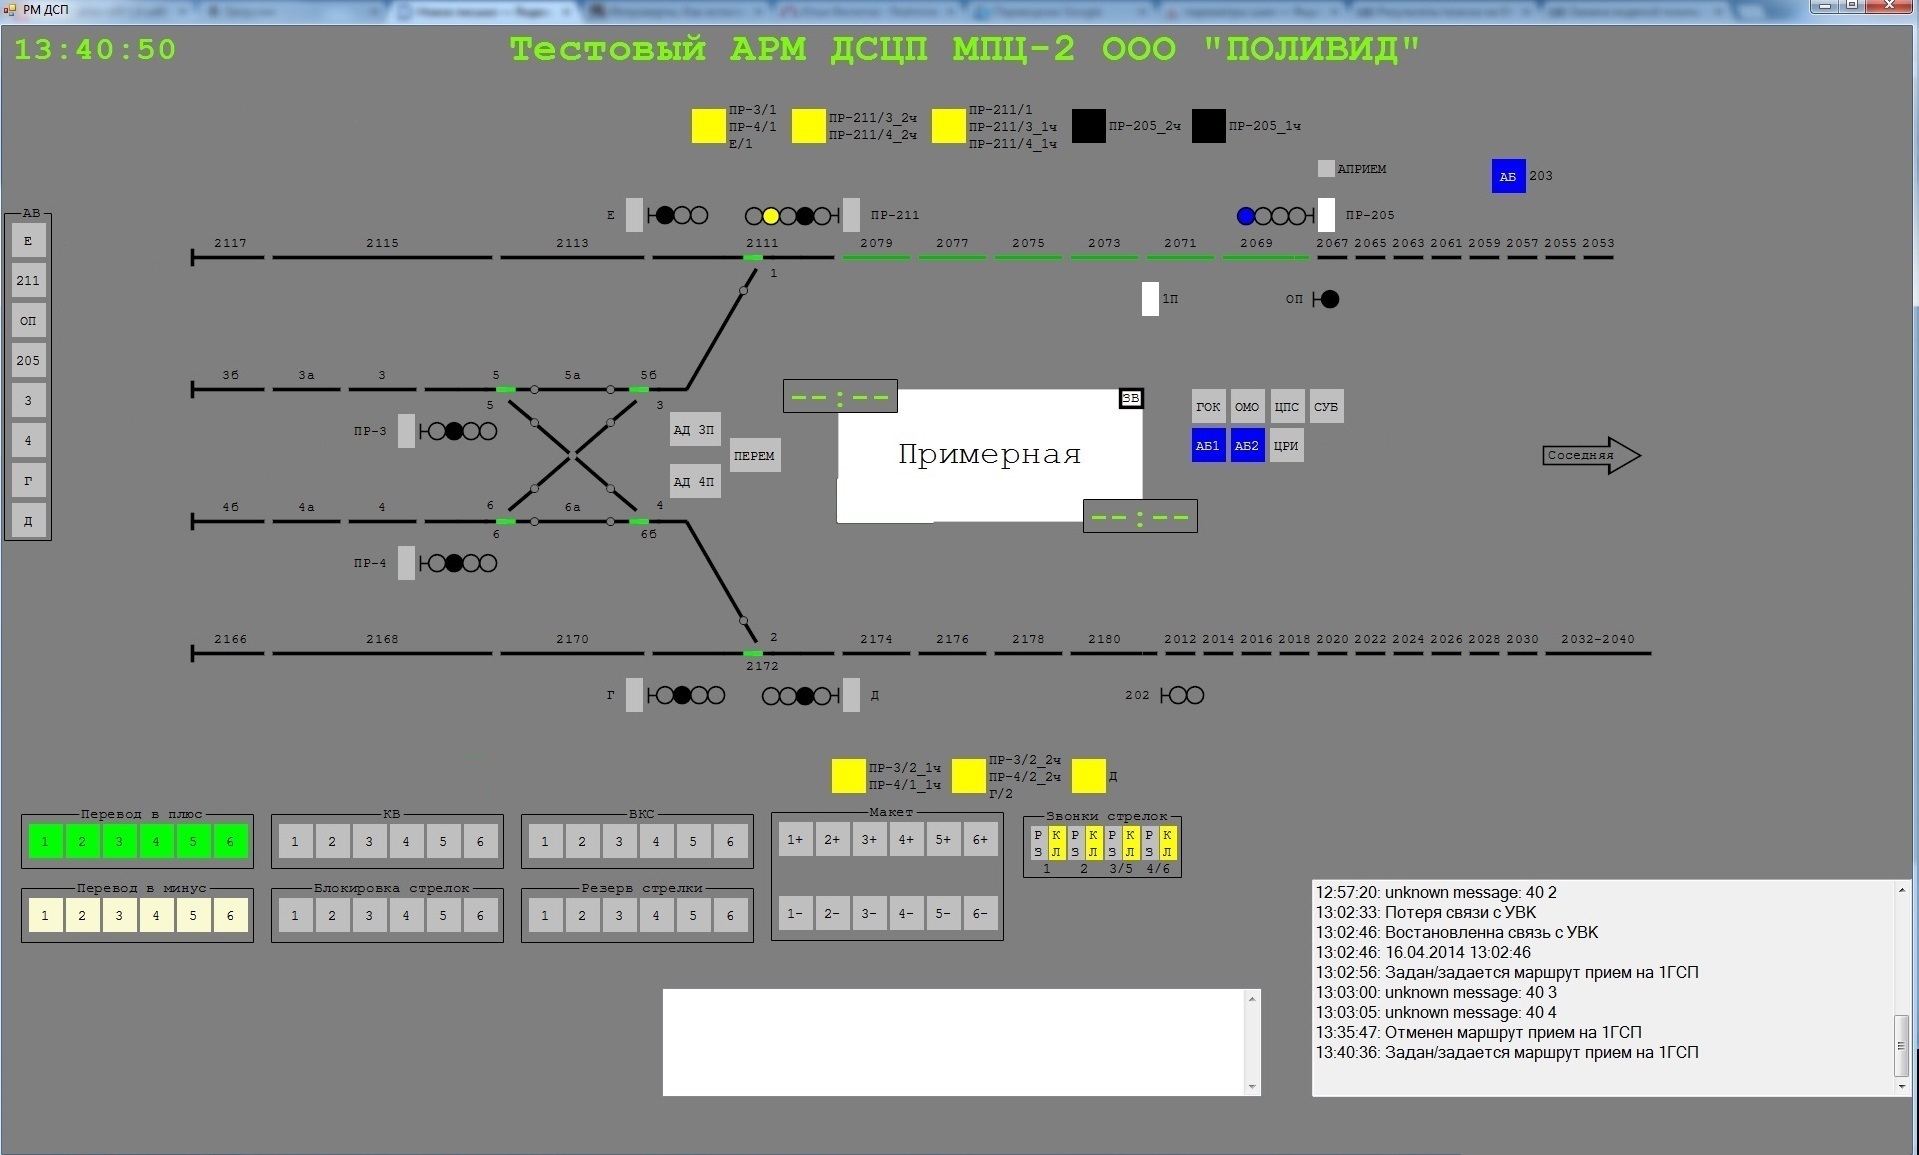 РМ ДСП
13:40:50
Тестовый АРМ ДСЦП МПЦ-2 ООО "ПОЛИВИД"
ПР-3/1
ПР-4/1
Е/1
ПР-211/3_2ч
ПР-211/4_2ч
ПР-211/1
ПР-211/3_1ч
ПР-211/4_1ч
ПР-205_2ч
ПР-205_1ч
АПРИЕМ
АБ 203
АВ
Е
211
ОП
205
3
4
Г
Д
Е
ПР-211
ПР-205
2117 2115 2113 2111 2079 2077 2075 2073 2071 2069 2067 2065 2063 2061 2059 2057 2055 2053
1
1П
ОП
3б 3а 3 5 5а 5б
5 3
ПР-3
АД 3П
ПЕРЕМ
АД 4П
--:--
ЗВ
Примерная
--:--
ГОК ОМО ЦПС СУБ
АБ1 АБ2 ЦРИ
Соседняя
4б 4а 4 6 6а 4
6 6б
ПР-4
2166 2168 2170 2 2174 2176 2178 2180 2012 2014 2016 2018 2020 2022 2024 2026 2028 2030 2032-2040
2172
Г
Д
202
ПР-3/2_1ч
ПР-4/1_1ч
ПР-3/2_2ч
ПР-4/2_2ч
Г/2
Д
Перевод в плюс
1 2 3 4 5 6
КВ
1 2 3 4 5 6
ВКС
1 2 3 4 5 6
Макет
1+ 2+ 3+ 4+ 5+ 6+
1- 2- 3- 4- 5- 6-
Звонки стрелок
Р К Р К Р К Р К
З Л З Л З Л З Л
1 2 3/5 4/6
Перевод в минус
1 2 3 4 5 6
Блокировка стрелок
1 2 3 4 5 6
Резерв стрелки
1 2 3 4 5 6
12:57:20: unknown message: 40 2
13:02:33: Потеря связи с УВК
13:02:46: Востановленна связь с УВК
13:02:46: 16.04.2014 13:02:46
13:02:56: Задан/задается маршрут прием на 1ГСП
13:03:00: unknown message: 40 3
13:03:05: unknown message: 40 4
13:35:47: Отменен маршрут прием на 1ГСП
13:40:36: Задан/задается маршрут прием на 1ГСП